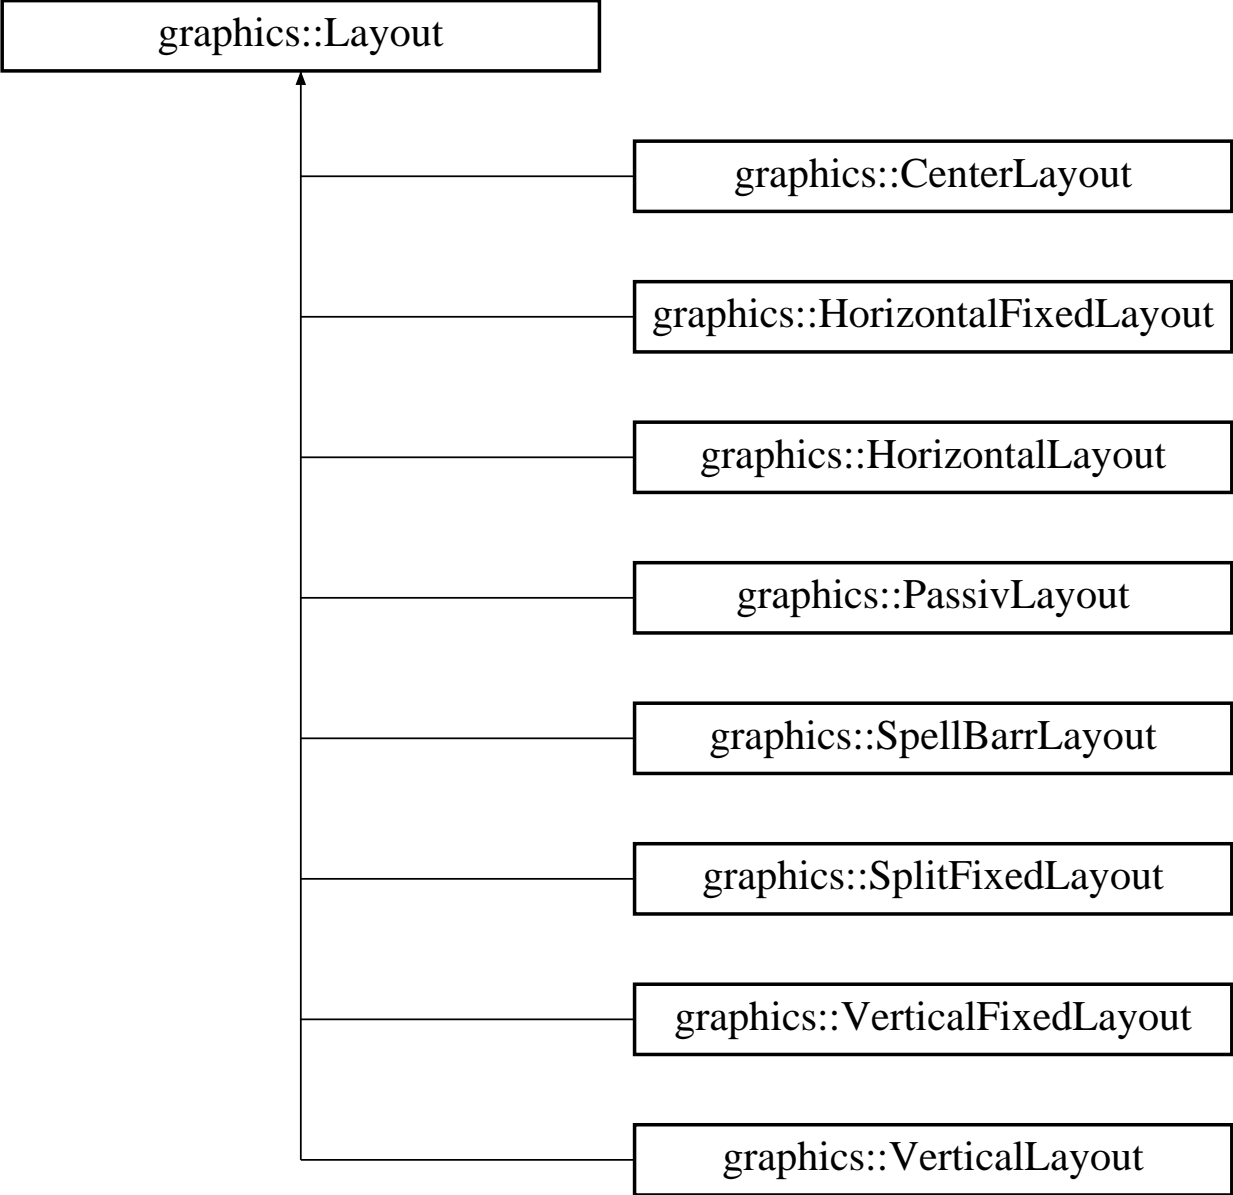 graphics::Layout
graphics::CenterLayout
graphics::HorizontalFixedLayout
graphics::HorizontalLayout
graphics::PassivLayout
graphics::SpellBarrLayout
graphics::SplitFixedLayout
graphics::VerticalFixedLayout
graphics::VerticalLayout